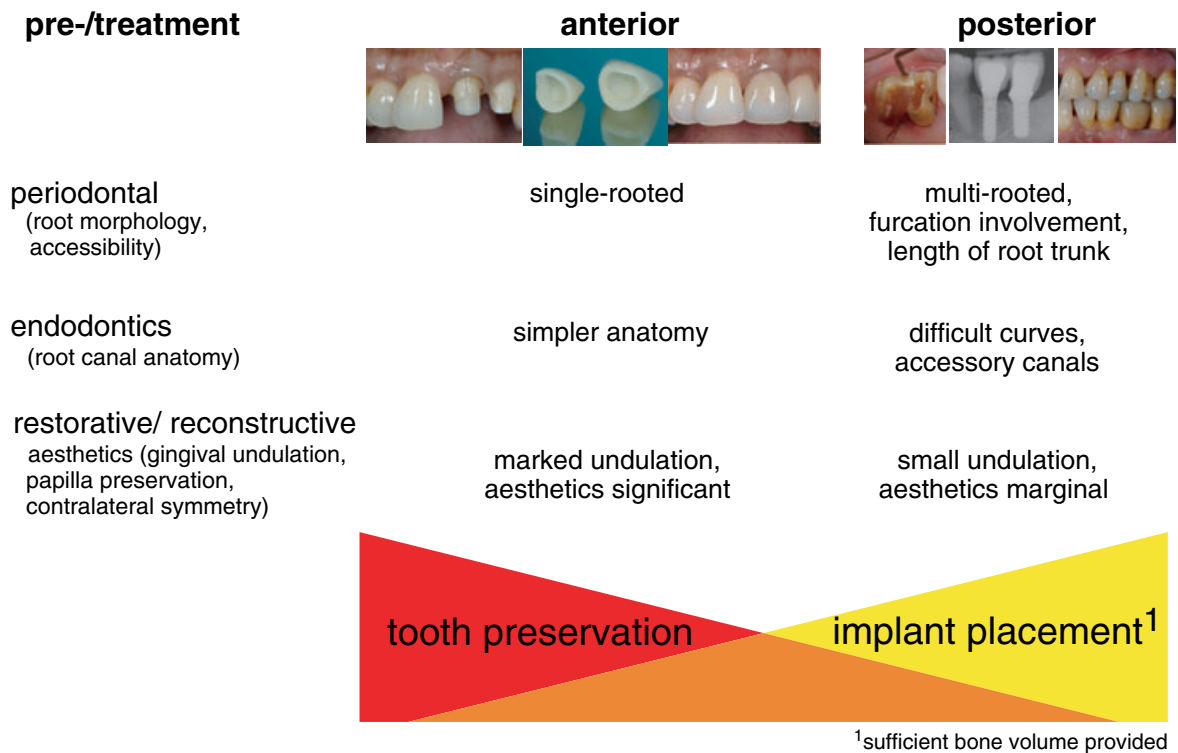 pre-/treatment
anterior
posterior
periodontal
(root morphology,
accessibility)
single-rooted
multi-rooted,
furcation involvement,
length of root trunk
endodontics
(root canal anatomy)
simpler anatomy
difficult curves,
accessory canals
restorative/ reconstructive
aesthetics (gingival undulation,
papilla preservation,
contralateral symmetry)
marked undulation,
aesthetics significant
small undulation,
aesthetics marginal
tooth preservation
implant placement¹
¹sufficient bone volume provided